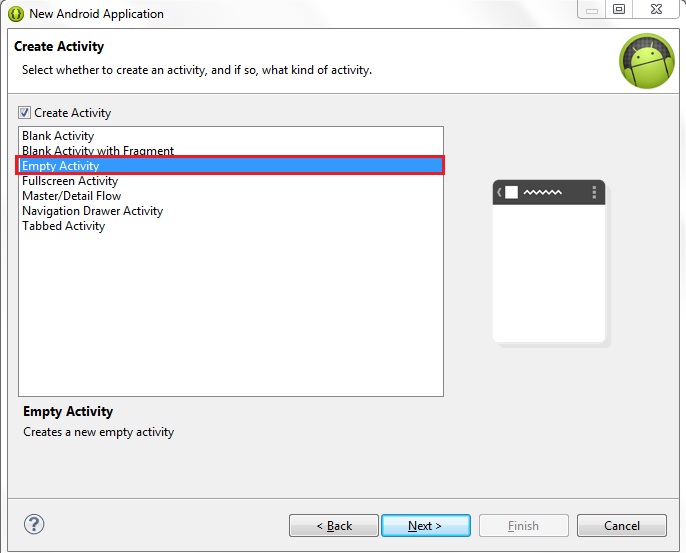 New Android Application
Create Activity
Select whether to create an activity, and if so, what kind of activity.
Create Activity
Blank Activity
Blank Activity with Fragment
Empty Activity
Fullscreen Activity
Master/Detail Flow
Navigation Drawer Activity
Tabbed Activity
Empty Activity
Creates a new empty activity
?
< Back
Next >
Finish
Cancel